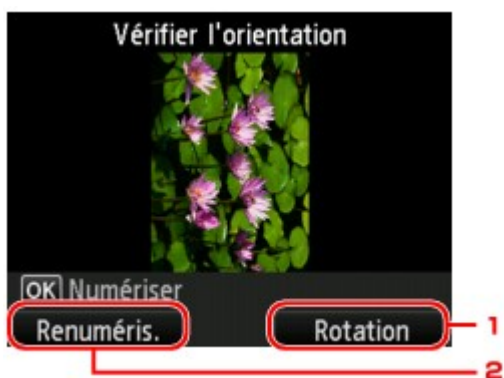 Vérifier l'orientation
OK Numériser
Renuméris. Rotation
1
2